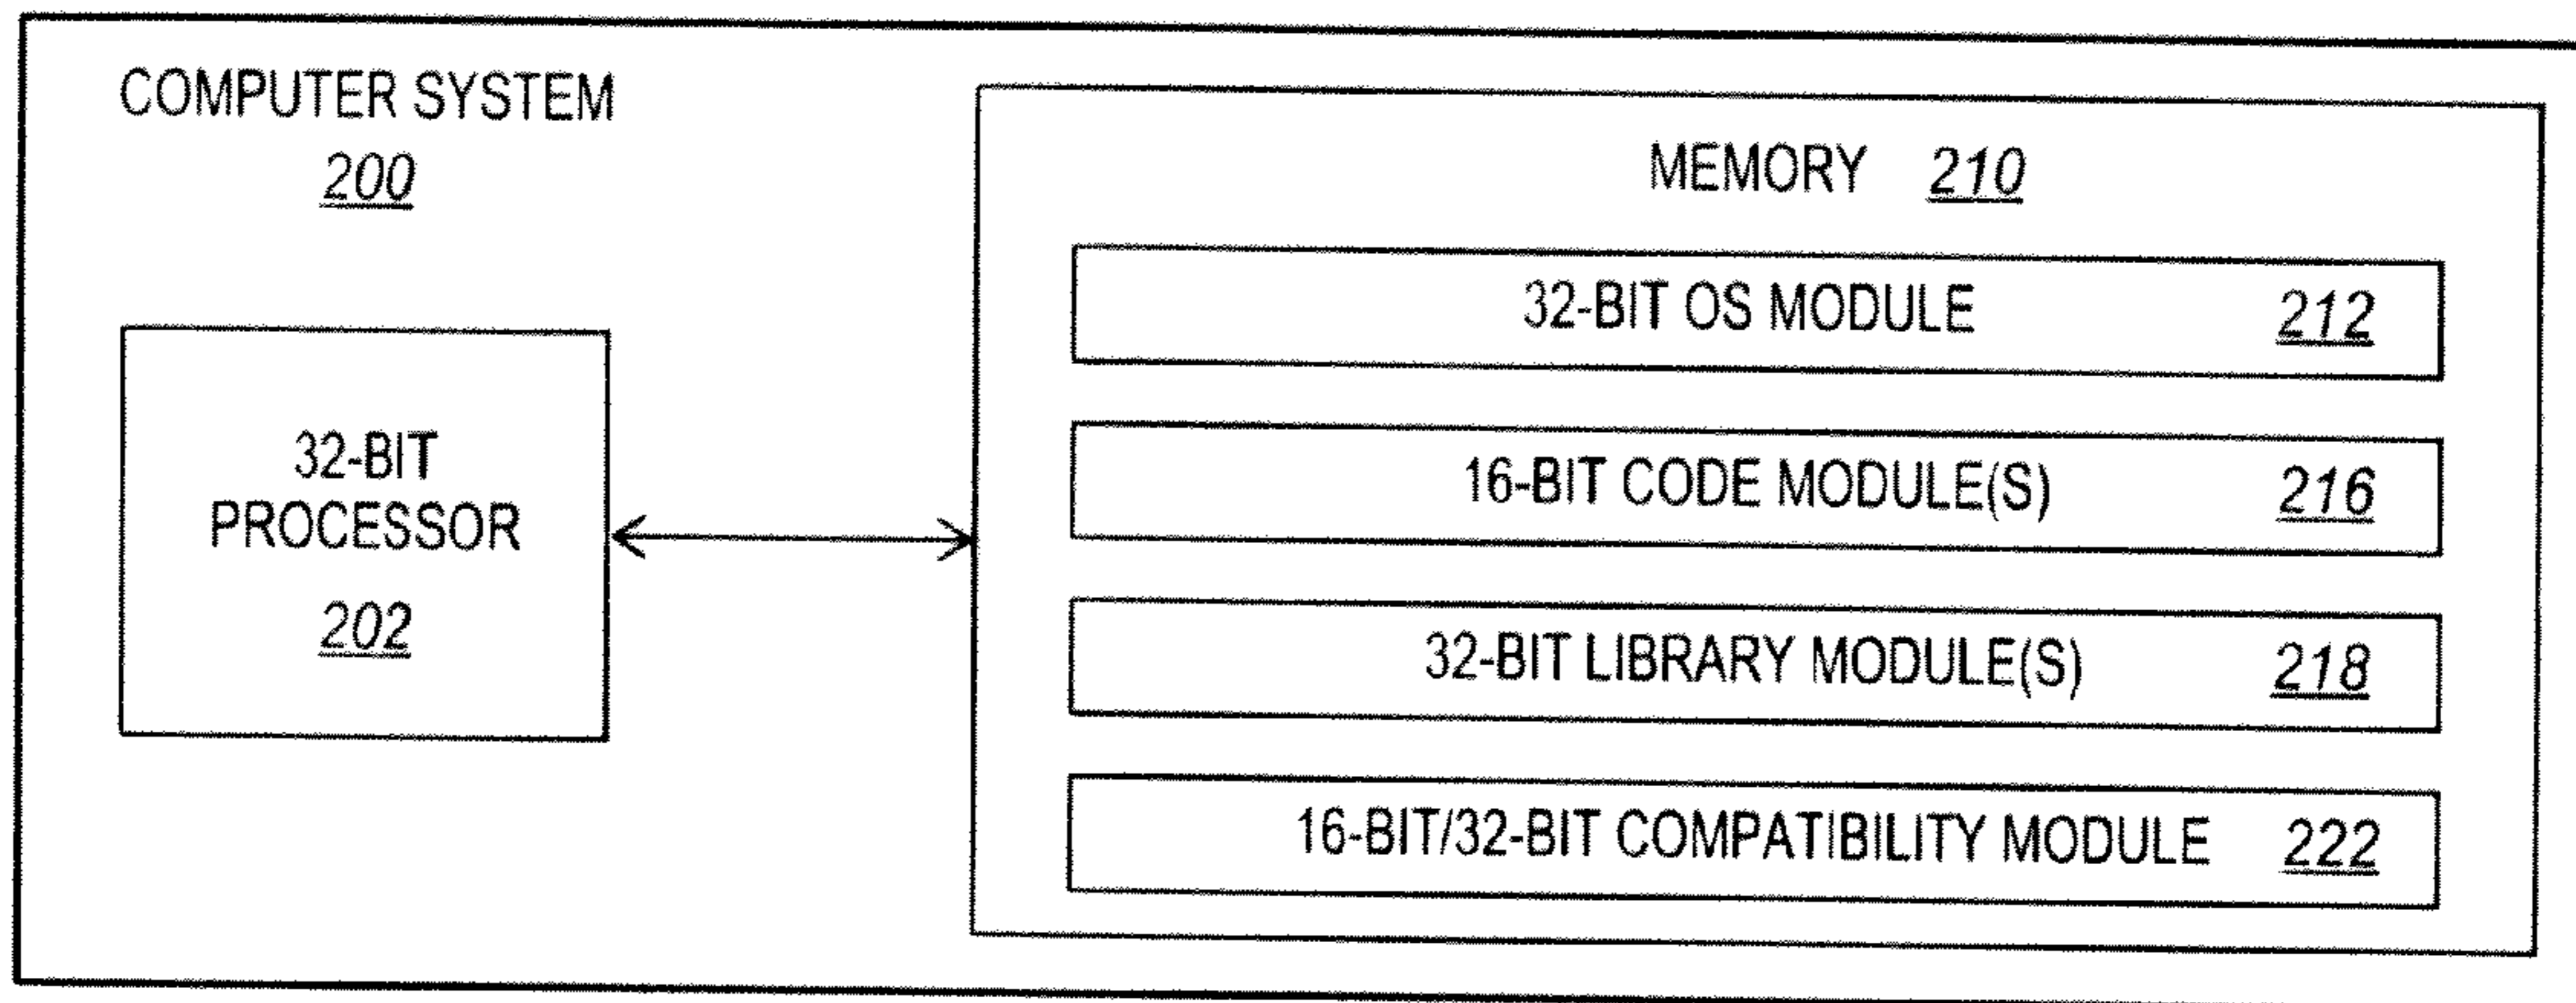 COMPUTER SYSTEM
200
32-BIT
PROCESSOR
202
MEMORY 210
32-BIT OS MODULE 212
16-BIT CODE MODULE(S) 216
32-BIT LIBRARY MODULE(S) 218
16-BIT/32-BIT COMPATIBILITY MODULE 222